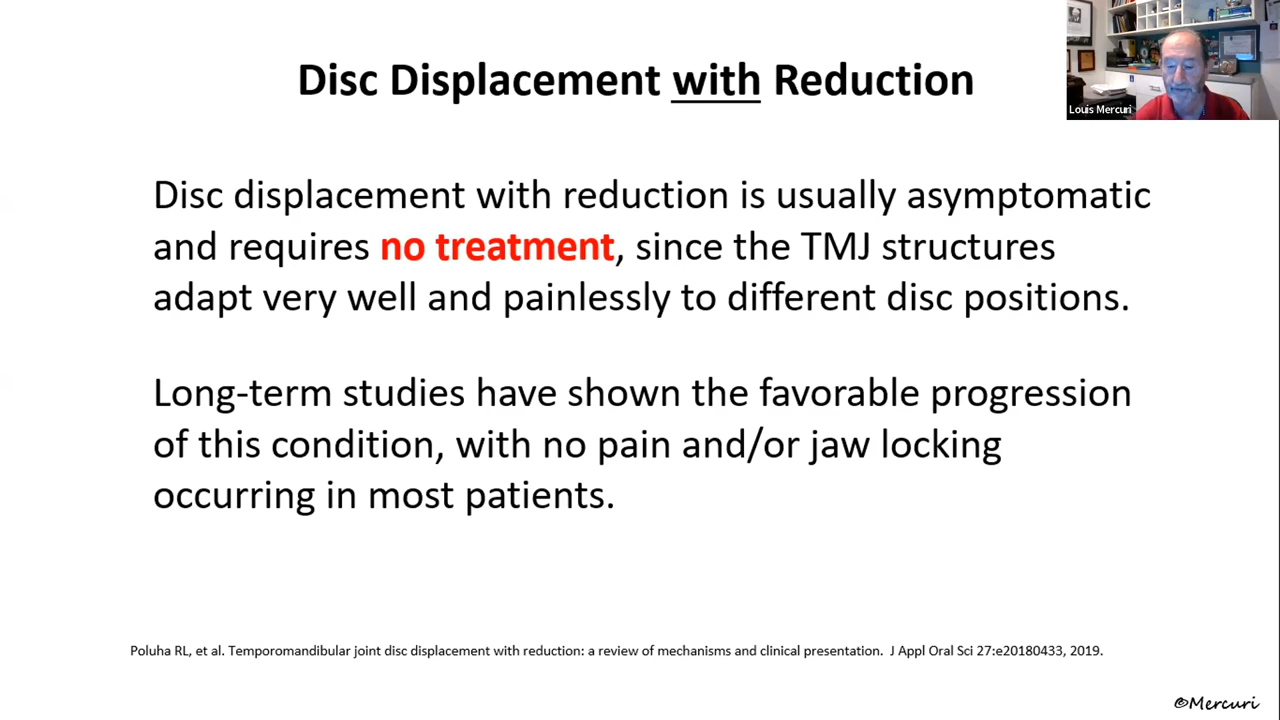 Disc Displacement with Reduction
Louis Mercuri
Disc displacement with reduction is usually asymptomatic
and requires no treatment, since the TMJ structures
adapt very well and painlessly to different disc positions.
Long-term studies have shown the favorable progression
of this condition, with no pain and/or jaw locking
occurring in most patients.
Poluha RL, et al. Temporomandibular joint disc displacement with reduction: a review of mechanisms and clinical presentation. J Appl Oral Sci 27:e20180433, 2019.
©Mercuri